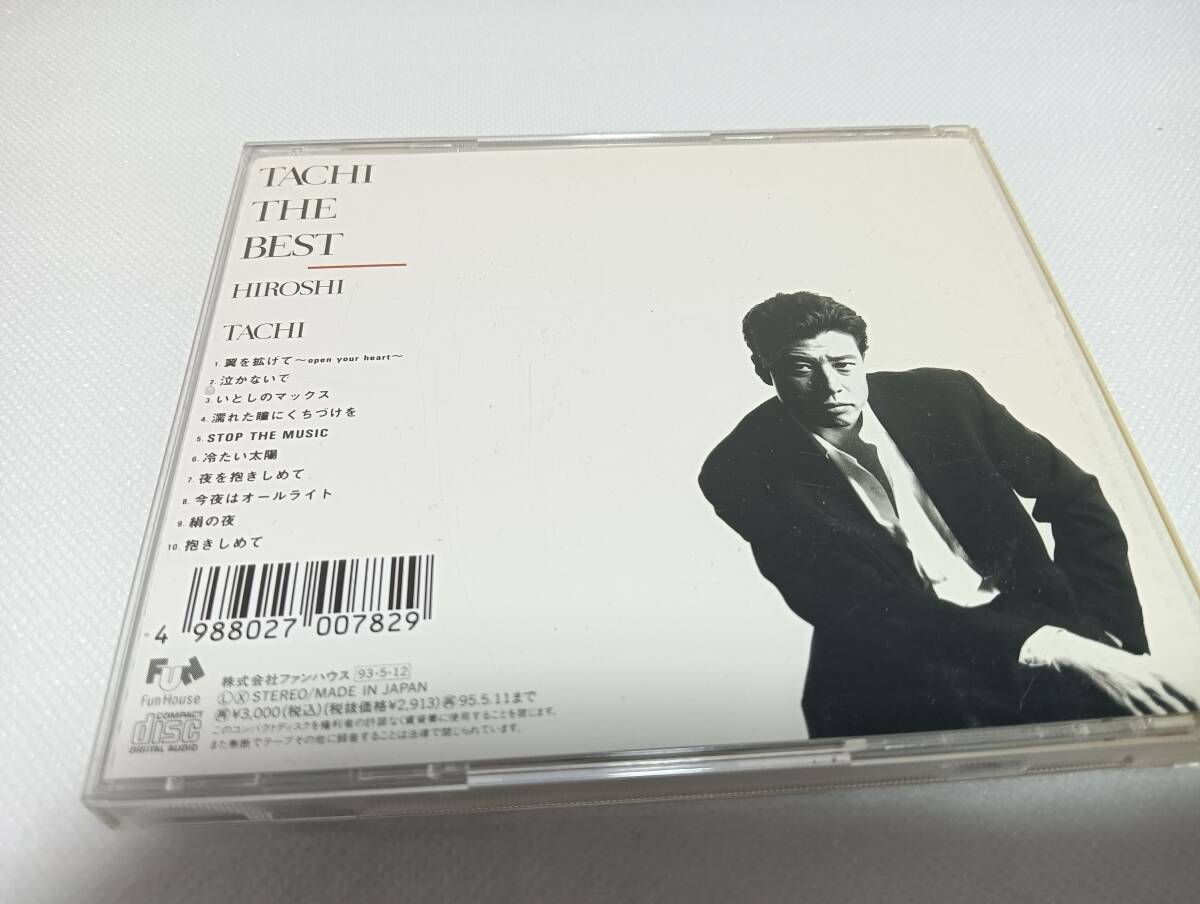 TACHI
THE
BEST
HIROSHI
TACHI
1. 翼を拡げて〜open your heart〜
2. 泣かないで
3. いとしのマックス
4. 濡れた瞳にくちづけを
5. STOP THE MUSIC
6. 冷たい太陽
7. 夜を抱きしめて
8. 今夜はオールライト
9. 絹の夜
10. 抱きしめて
4 988027 007829
FUN
Fun House
株式会社ファンハウス 93・5・12
Ⓛ Ⓧ STEREO/MADE IN JAPAN
㊢¥3,000(税込)(税抜価格¥2,913)㊢95.5.11まで
COMPACT
disc
DIGITAL AUDIO
このコンパクトディスクを権利者の許諾なく賃貸業に使用することを禁じます。
また無断でテープその他に録音することは法律で禁じられています。